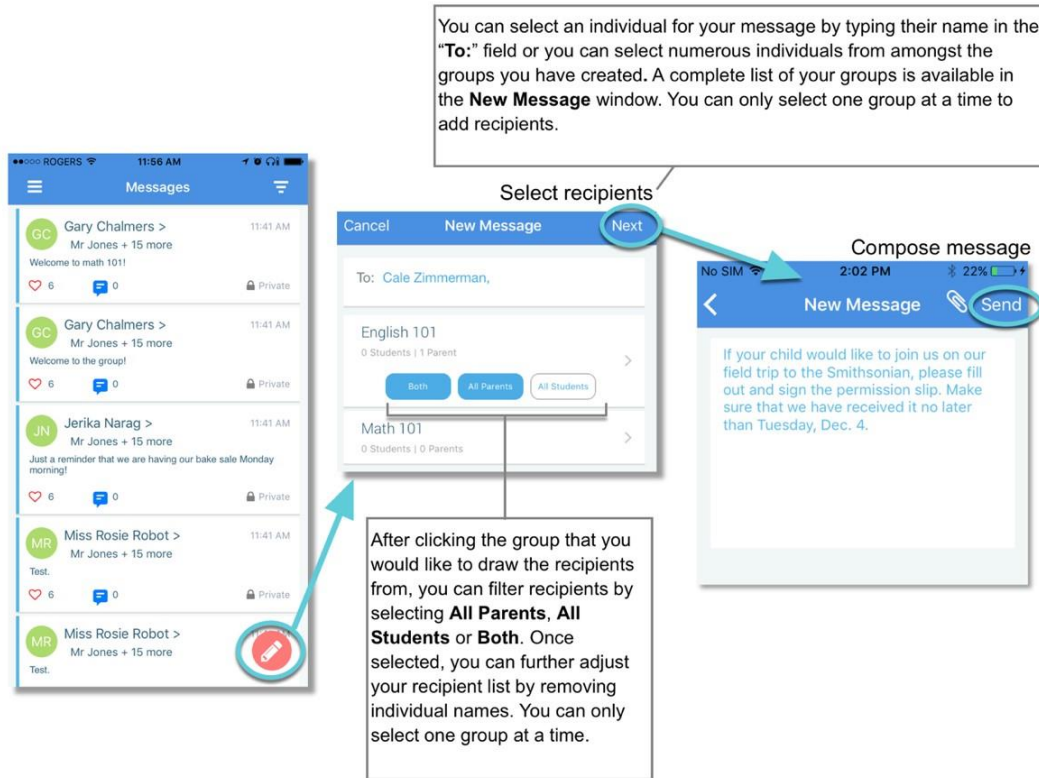 You can select an individual for your message by typing their name in the
“To:” field or you can select numerous individuals from amongst the
groups you have created. A complete list of your groups is available in
the New Message window. You can only select one group at a time to
add recipients.
ROGERS 11:56 AM
Messages
GC
Gary Chalmers > 11:41 AM
Mr Jones + 15 more
Welcome to math 101!
6 0 Private
GC
Gary Chalmers > 11:41 AM
Mr Jones + 15 more
Welcome to the group!
6 0 Private
JN
Jerika Narag > 11:41 AM
Mr Jones + 15 more
Just a reminder that we are having our bake sale Monday
morning!
6 0 Private
MR
Miss Rosie Robot > 11:41 AM
Mr Jones + 15 more
Test.
6 0 Private
MR
Miss Rosie Robot >
Mr Jones + 15 more
Test.
Select recipients
Cancel New Message Next
To: Cale Zimmerman,
English 101
0 Students | 1 Parent
Both All Parents All Students
Math 101
0 Students | 0 Parents
After clicking the group that you
would like to draw the recipients
from, you can filter recipients by
selecting All Parents, All
Students or Both. Once
selected, you can further adjust
your recipient list by removing
individual names. You can only
select one group at a time.
Compose message
No SIM 2:02 PM 22%
New Message Send
If your child would like to join us on our
field trip to the Smithsonian, please fill
out and sign the permission slip. Make
sure that we have received it no later
than Tuesday, Dec. 4.